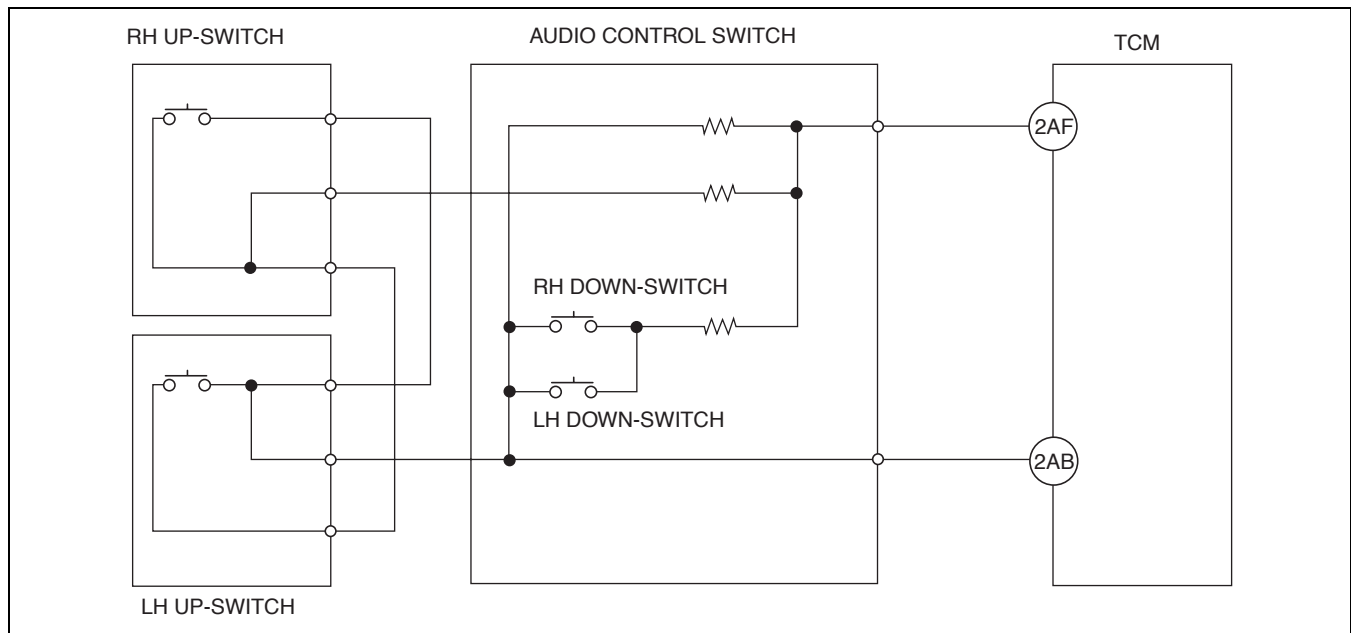 RH UP-SWITCH
AUDIO CONTROL SWITCH
TCM
2AF
RH DOWN-SWITCH
LH DOWN-SWITCH
2AB
LH UP-SWITCH